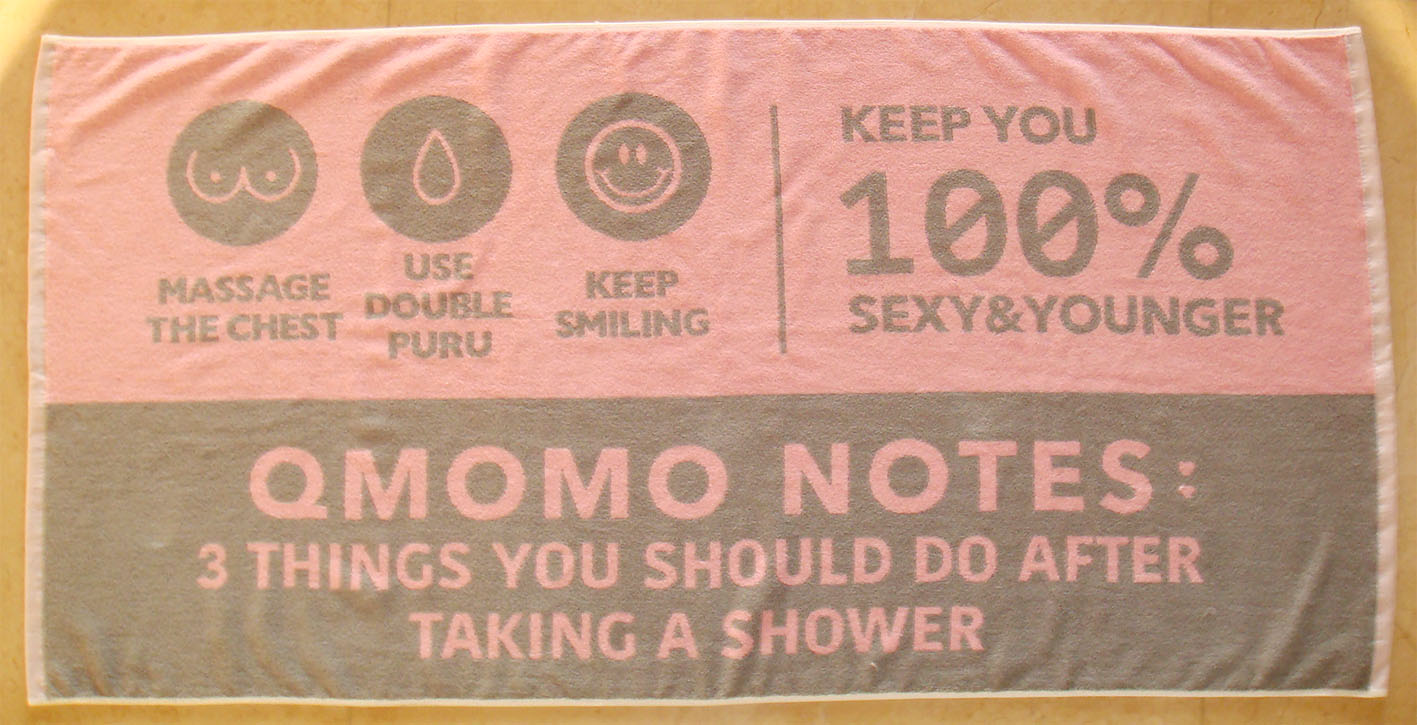 MASSAGE
THE CHEST
USE
DOUBLE
PURU
KEEP
SMILING
KEEP YOU
100%
SEXY&YOUNGER
QMOMO NOTES:
3 THINGS YOU SHOULD DO AFTER
TAKING A SHOWER